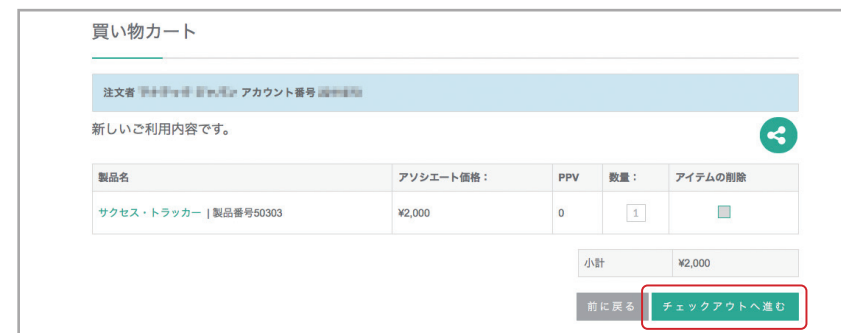 買い物カート
注文者 アカウント番号
新しいご利用内容です。
製品名 アソシエート価格： PPV 数量： アイテムの削除
サクセス・トラッカー | 製品番号50303 ¥2,000 0 1
小計 ¥2,000
前に戻る チェックアウトへ進む